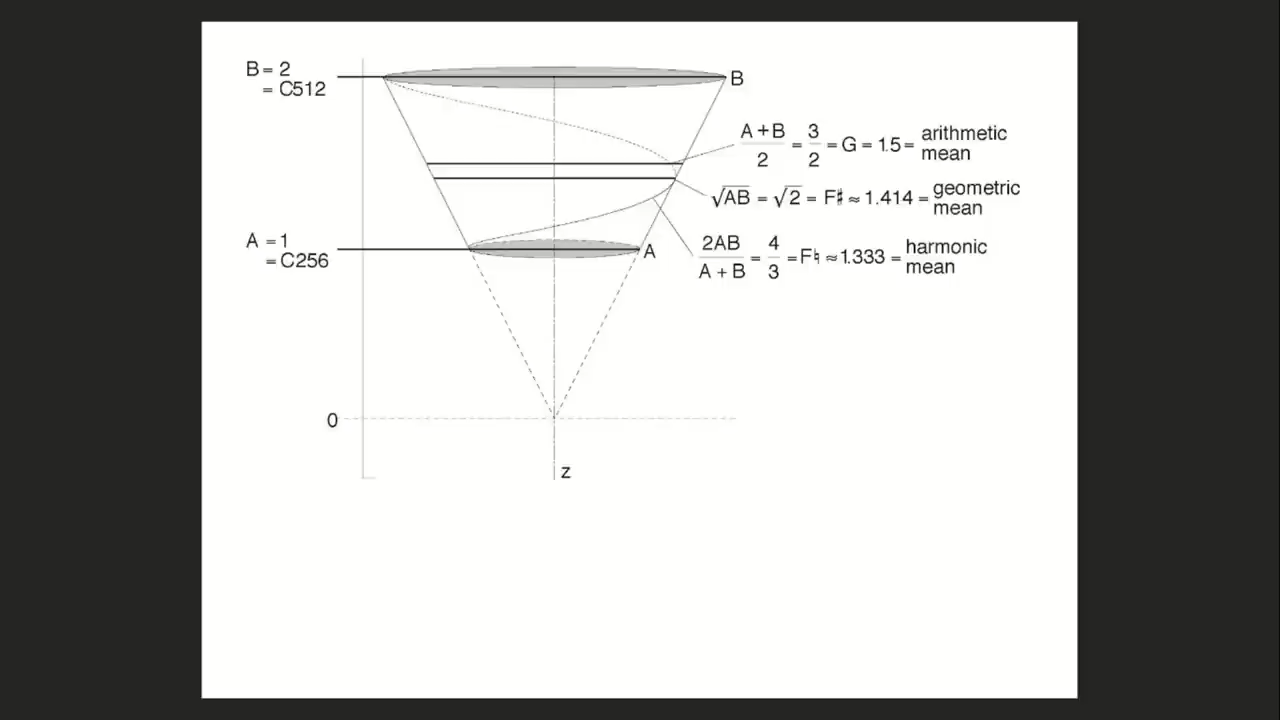 B = 2
= C512
B
A + B / 2 = 3 / 2 = G = 1.5 = arithmetic mean
√AB = √2 = F♯ ≈ 1.414 = geometric mean
A = 1
= C256
A
2AB / A + B = 4 / 3 = F♮ ≈ 1.333 = harmonic mean
0
z